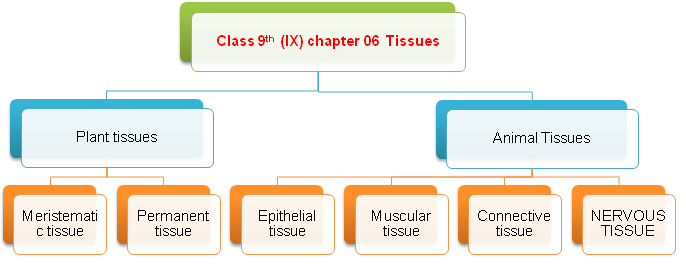 Class 9th (IX) chapter 06 Tissues
Plant tissues
Animal Tissues
Meristemati
c tissue
Permanent
tissue
Epithelial
tissue
Muscular
tissue
Connective
tissue
NERVOUS
TISSUE